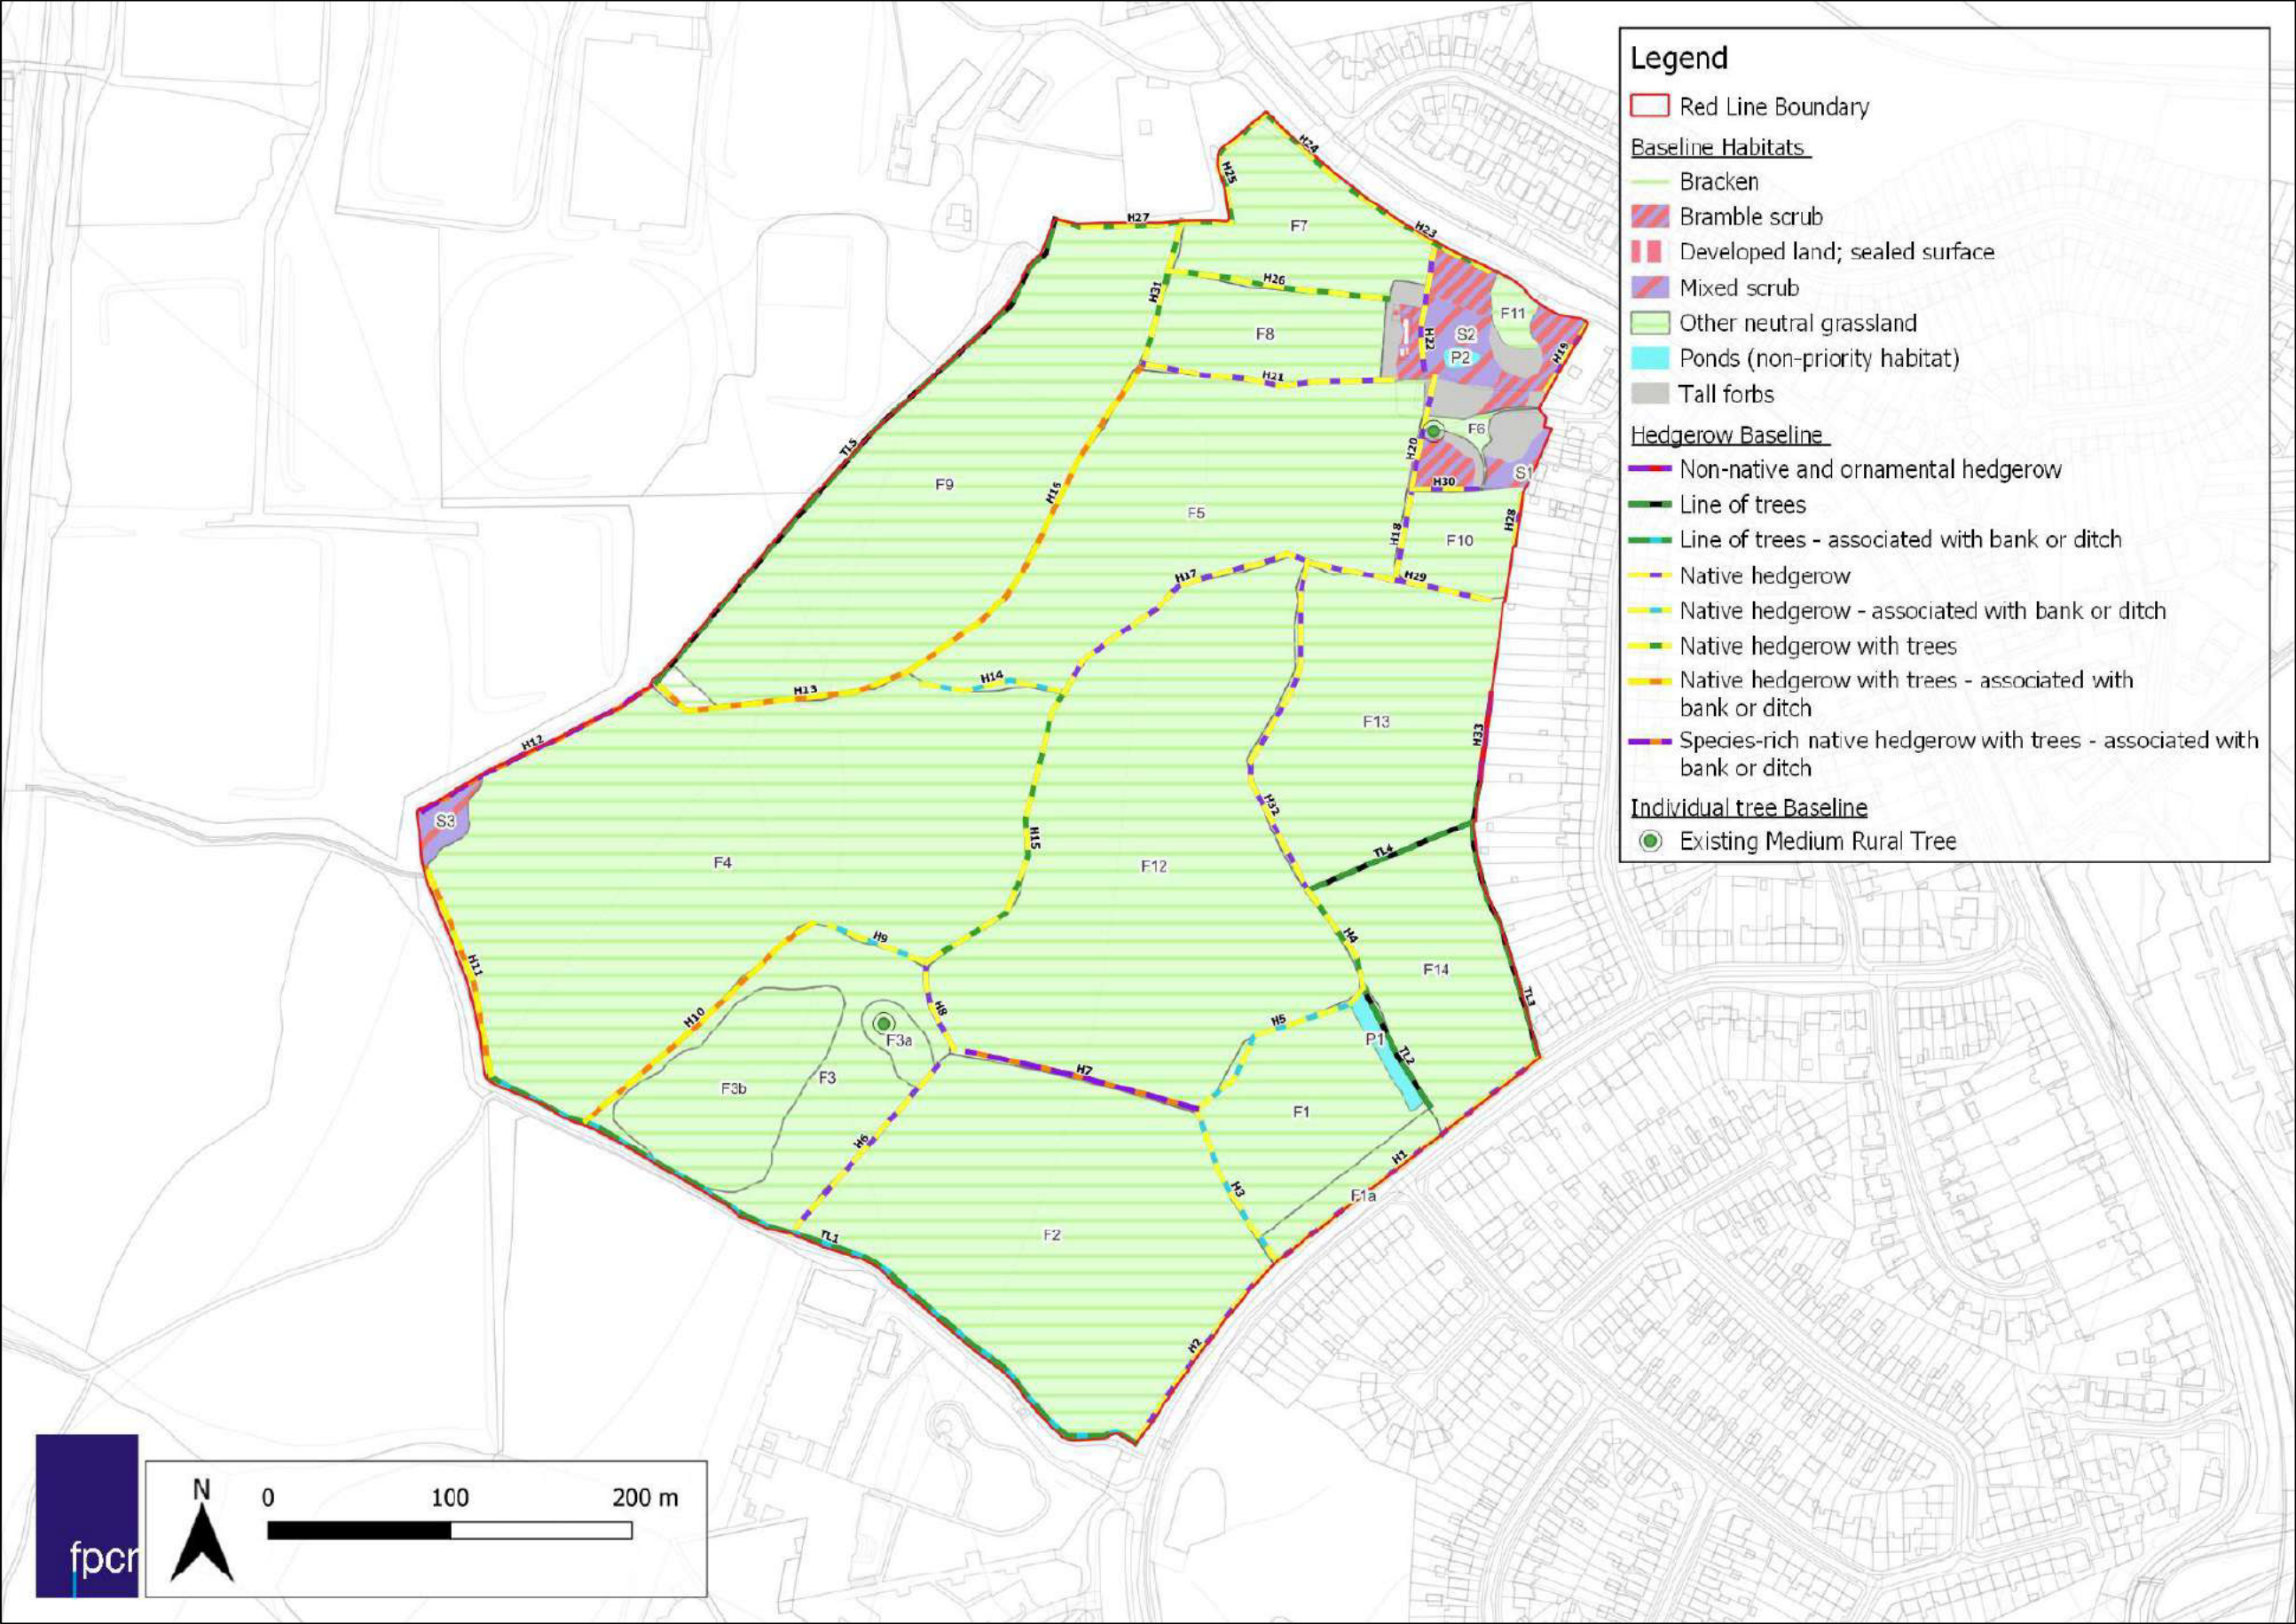 Legend
Red Line Boundary
Baseline Habitats
Bracken
Bramble scrub
Developed land; sealed surface
Mixed scrub
Other neutral grassland
Ponds (non-priority habitat)
Tall forbs
Hedgerow Baseline
Non-native and ornamental hedgerow
Line of trees
Line of trees - associated with bank or ditch
Native hedgerow
Native hedgerow - associated with bank or ditch
Native hedgerow with trees
Native hedgerow with trees - associated with
bank or ditch
Species-rich native hedgerow with trees - associated with
bank or ditch
Individual tree Baseline
Existing Medium Rural Tree
H24
H25
H27
F7
H23
H26
H31
F11
F8
S2
H22
P2
H19
H21
TL5
F6
H20
S1
H30
F9
H16
F5
H28
H18
F10
H17
H29
H14
H13
F13
H33
H12
H32
S3
H15
TL4
F4
F12
H9
H4
H11
F14
TL3
H8
H10
H5
F3a
P1
TL2
H7
F3
F3b
F1
H6
H1
H3
F1a
TL1
F2
H2
N
0 100 200 m
fpcr